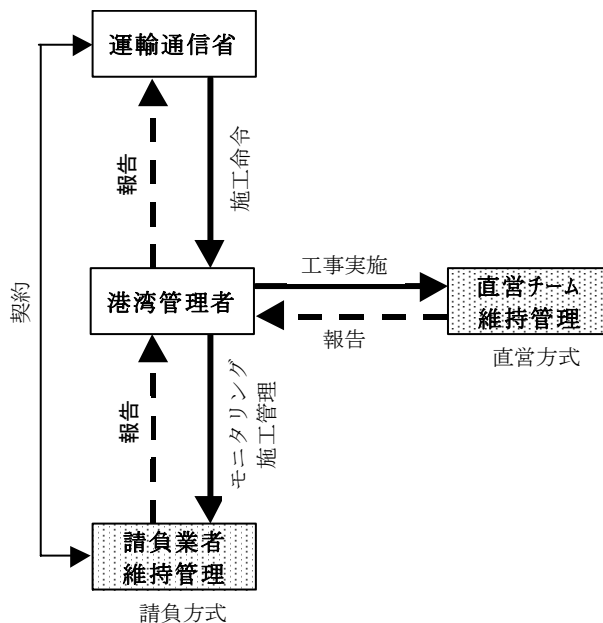 運輸通信省
報告
施工命令
契約
港湾管理者
工事実施
報告
直営チーム
維持管理
直営方式
報告
モニタリング
施工管理
請負業者
維持管理
請負方式